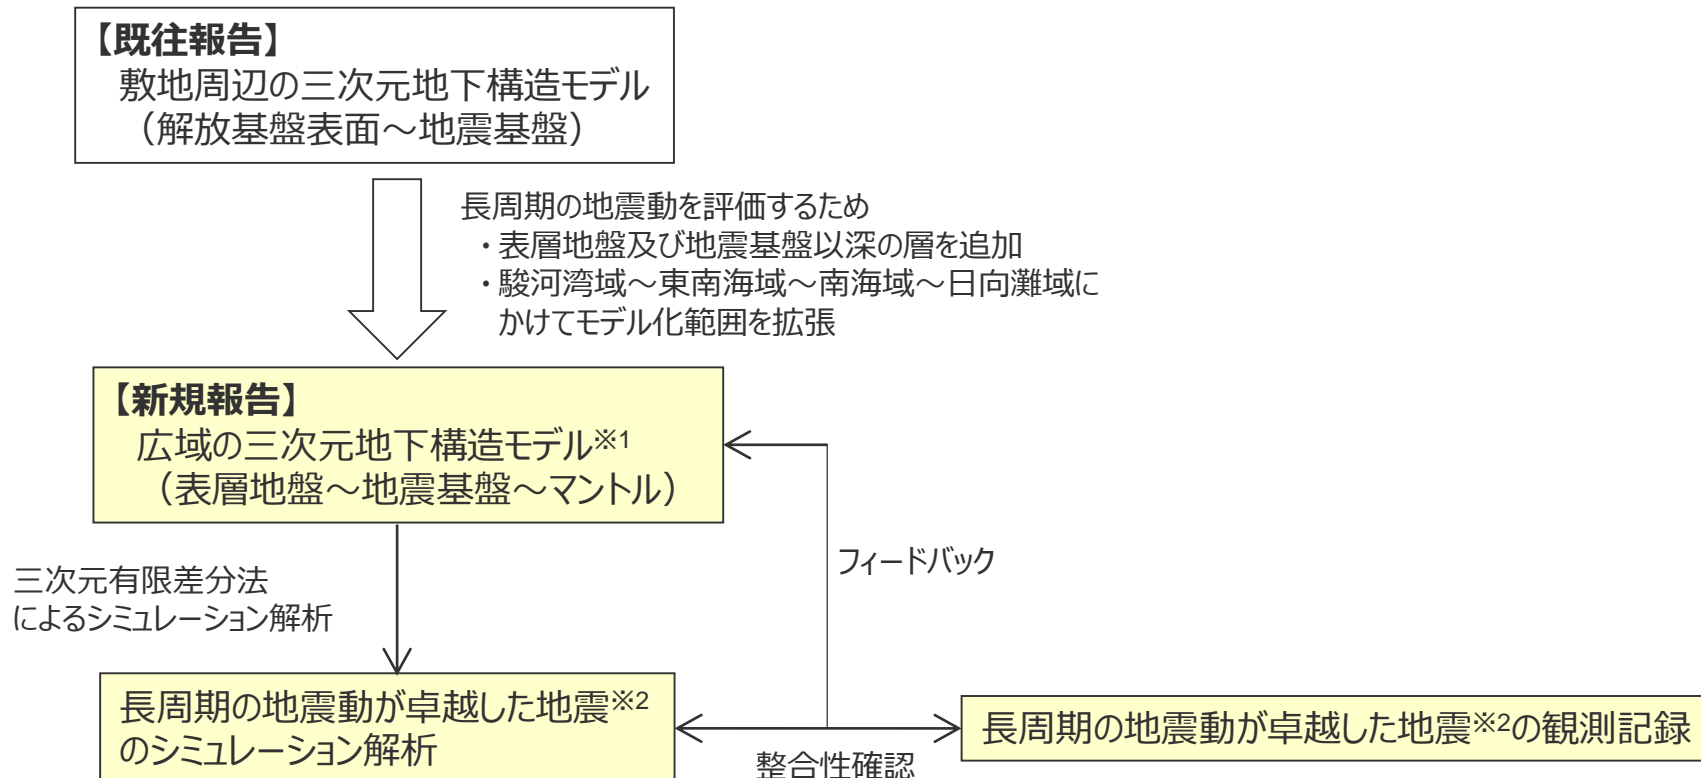 【既往報告】
敷地周辺の三次元地下構造モデル
（解放基盤表面～地震基盤）
長周期の地震動を評価するため
・表層地盤及び地震基盤以深の層を追加
・駿河湾域～東南海域～南海域～日向灘域に
かけてモデル化範囲を拡張
【新規報告】
広域の三次元地下構造モデル※1
（表層地盤～地震基盤～マントル）
フィードバック
三次元有限差分法
によるシミュレーション解析
長周期の地震動が卓越した地震※2
のシミュレーション解析
整合性確認
長周期の地震動が卓越した地震※2の観測記録